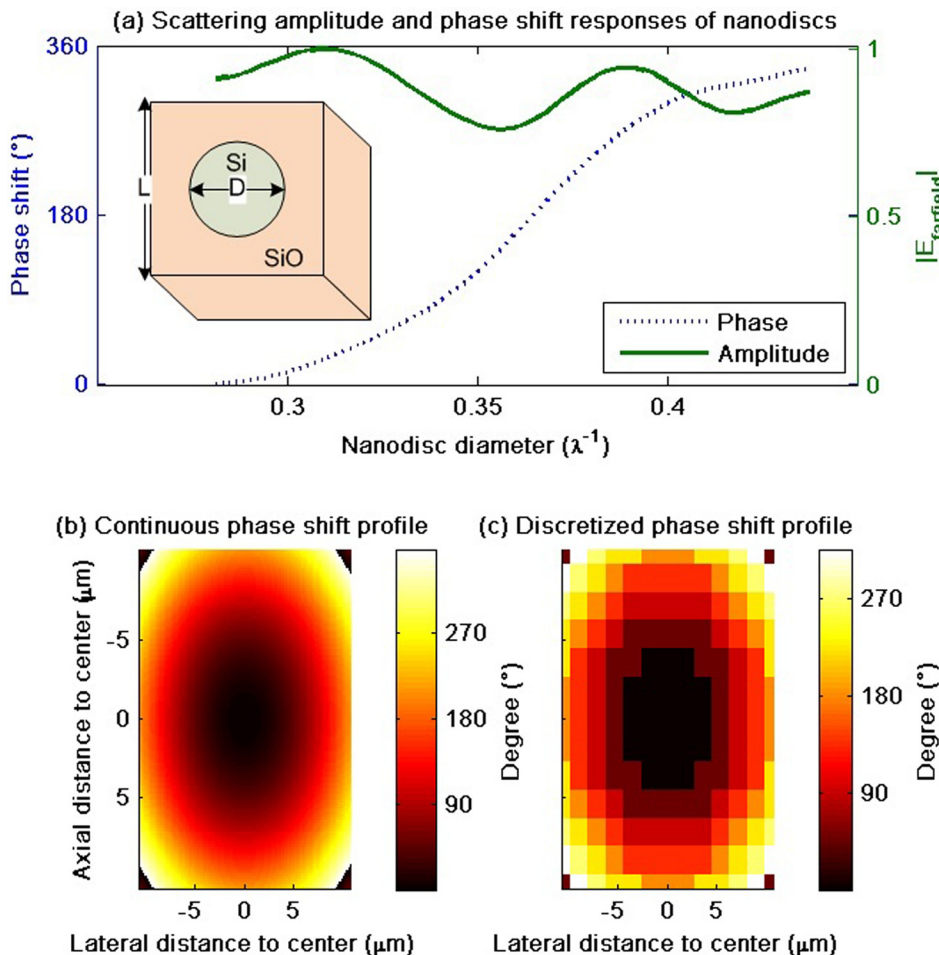 (a) Scattering amplitude and phase shift responses of nanodiscs
360
180
0
Phase shift (°)
1
0.5
0
|E_farfield|
L
Si
D
SiO
Phase
Amplitude
0.3
0.35
0.4
Nanodisc diameter (λ⁻¹)
(b) Continuous phase shift profile
Axial distance to center (μm)
-5
0
5
-5
0
5
Lateral distance to center (μm)
270
180
90
Degree (°)
(c) Discretized phase shift profile
-5
0
5
Lateral distance to center (μm)
270
180
90
Degree (°)